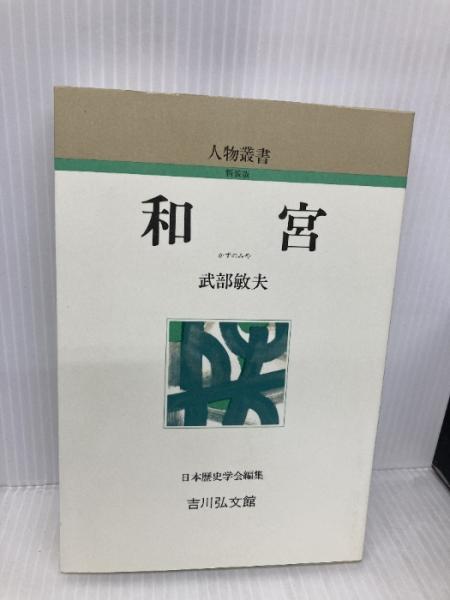 人物叢書
新装版
和宮
かずのみや
武部敏夫
日本歴史学会編集
吉川弘文館